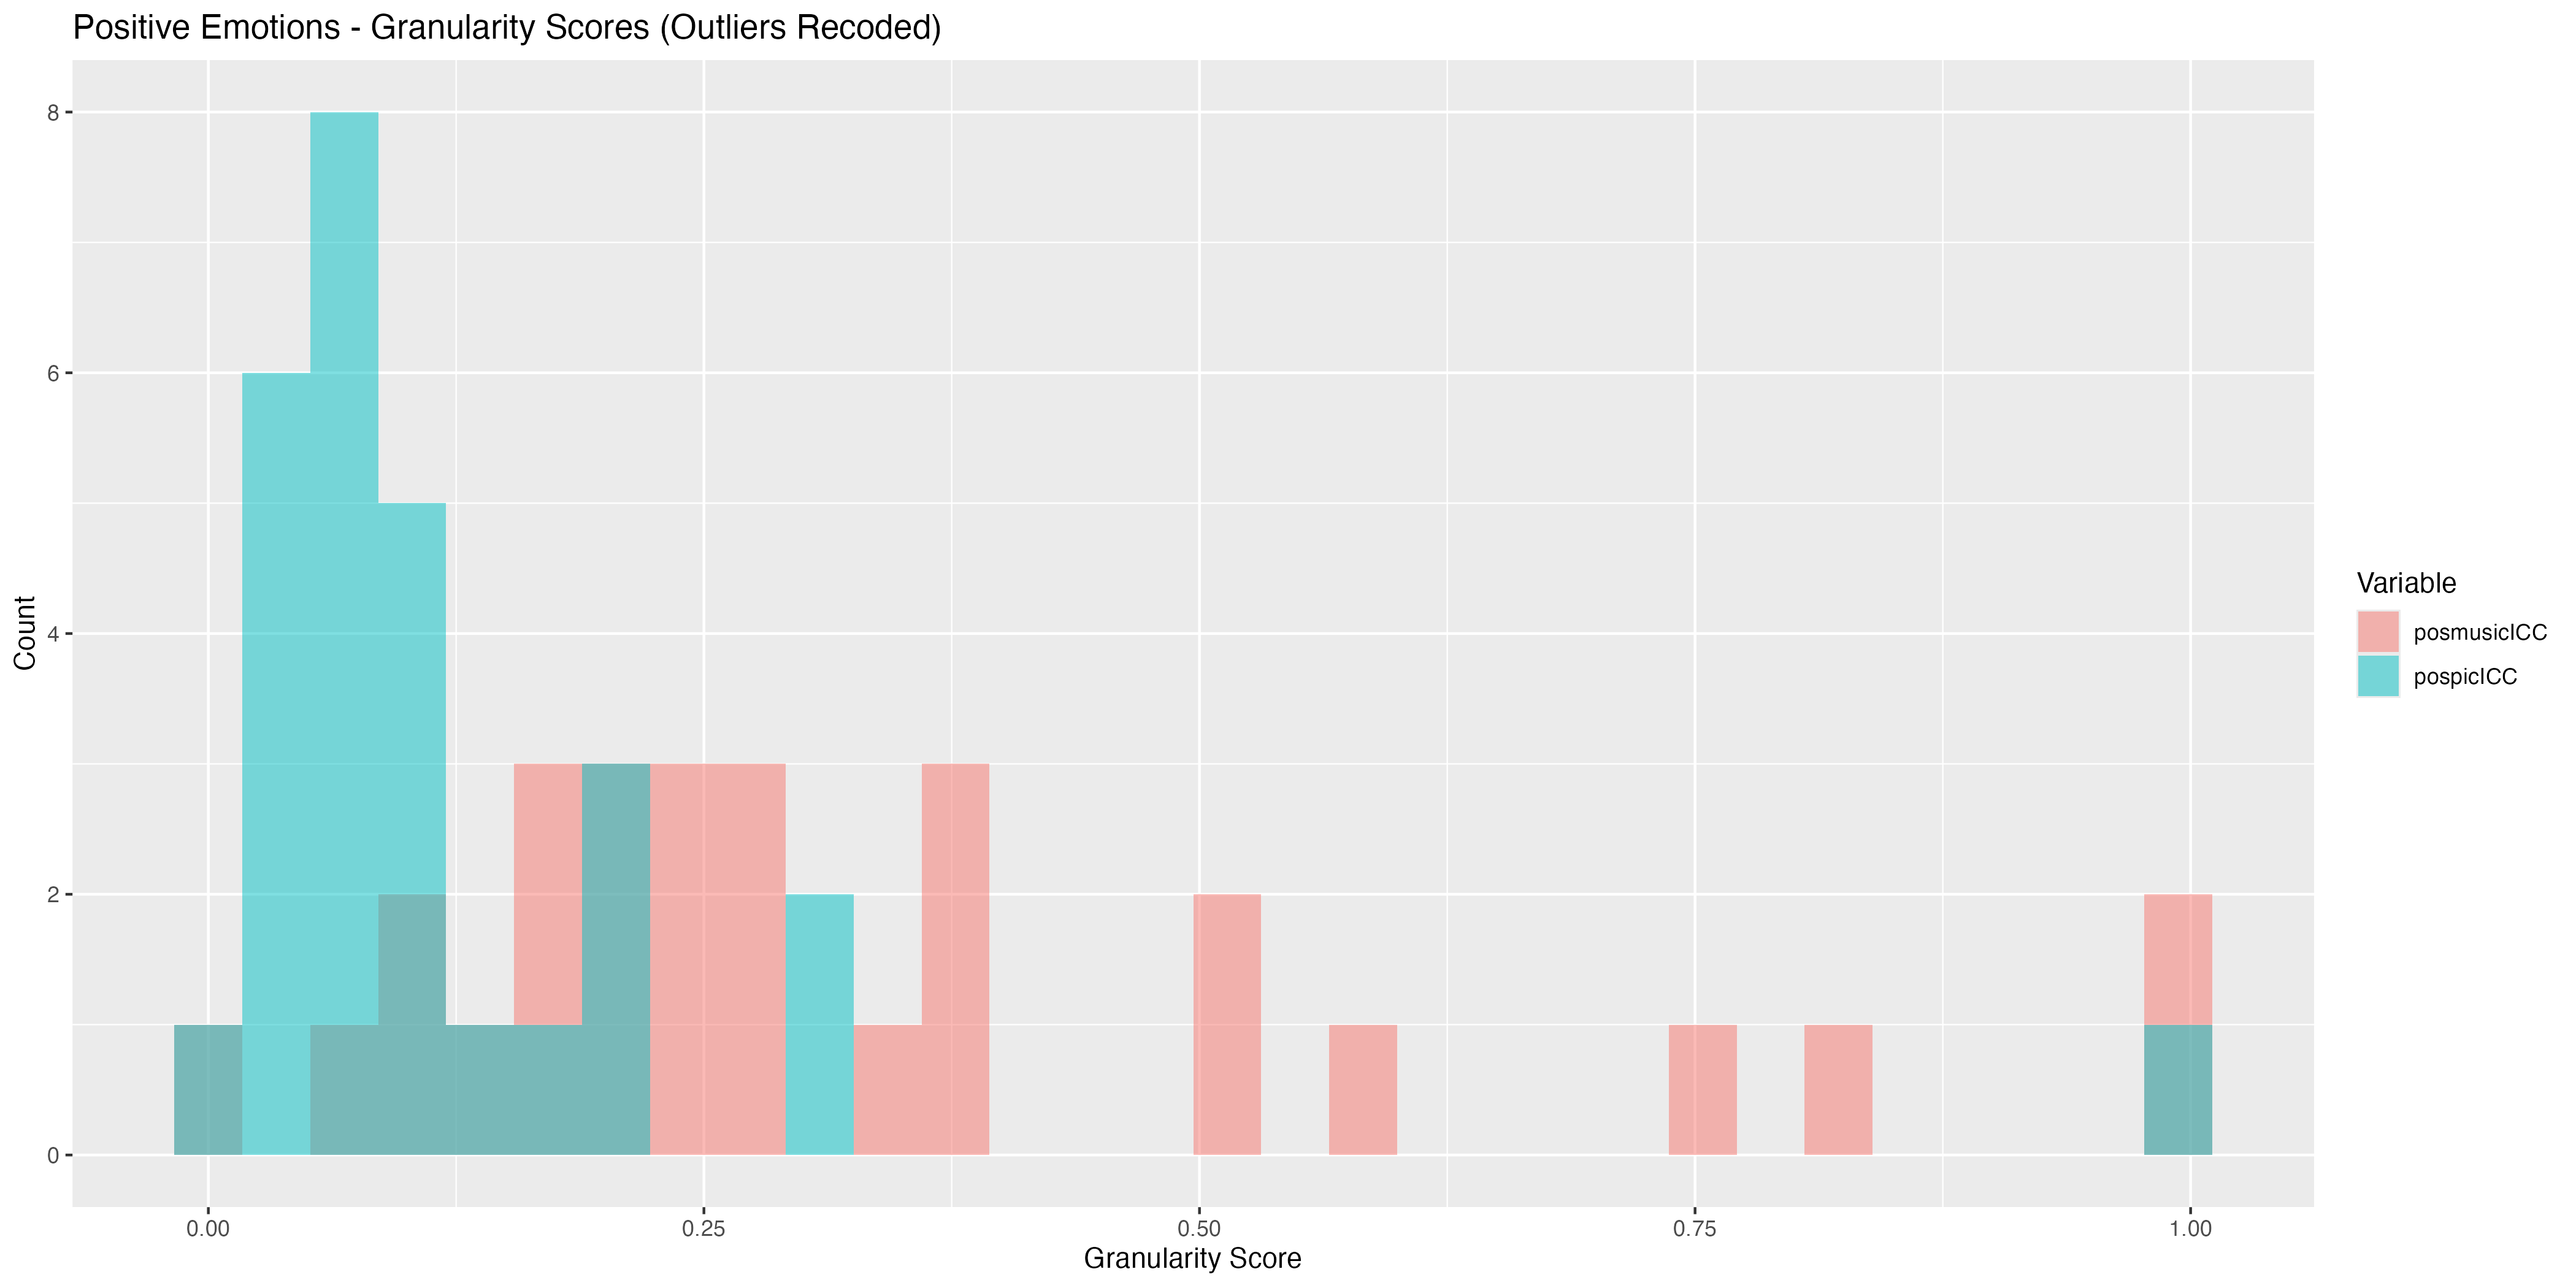 Positive Emotions - Granularity Scores (Outliers Recoded)
8
6
4
2
0
Count
0.00 0.25 0.50 0.75 1.00
Granularity Score
Variable
posmusicICC
pospicICC